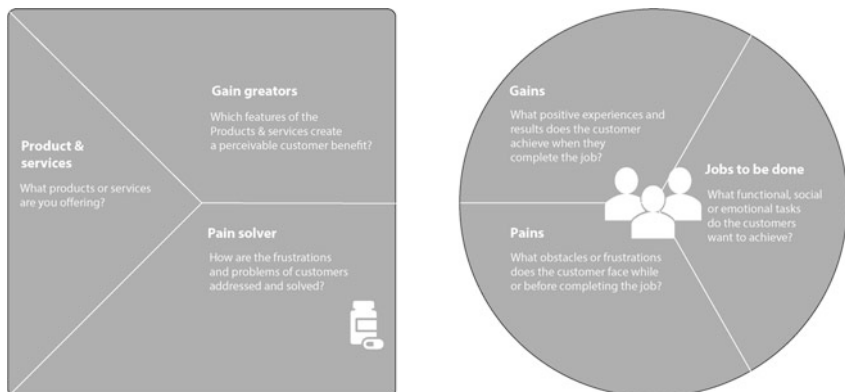 Gain greators
Which features of the
Products & services create
a perceivable customer benefit?
Product &
services
What products or services
are you offering?
Pain solver
How are the frustrations
and problems of customers
addressed and solved?
Gains
What positive experiences and
results does the customer
achieve when they
complete the job?
Jobs to be done
What functional, social
or emotional tasks
do the customers
want to achieve?
Pains
What obstacles or frustrations
does the customer face while
or before completing the job?